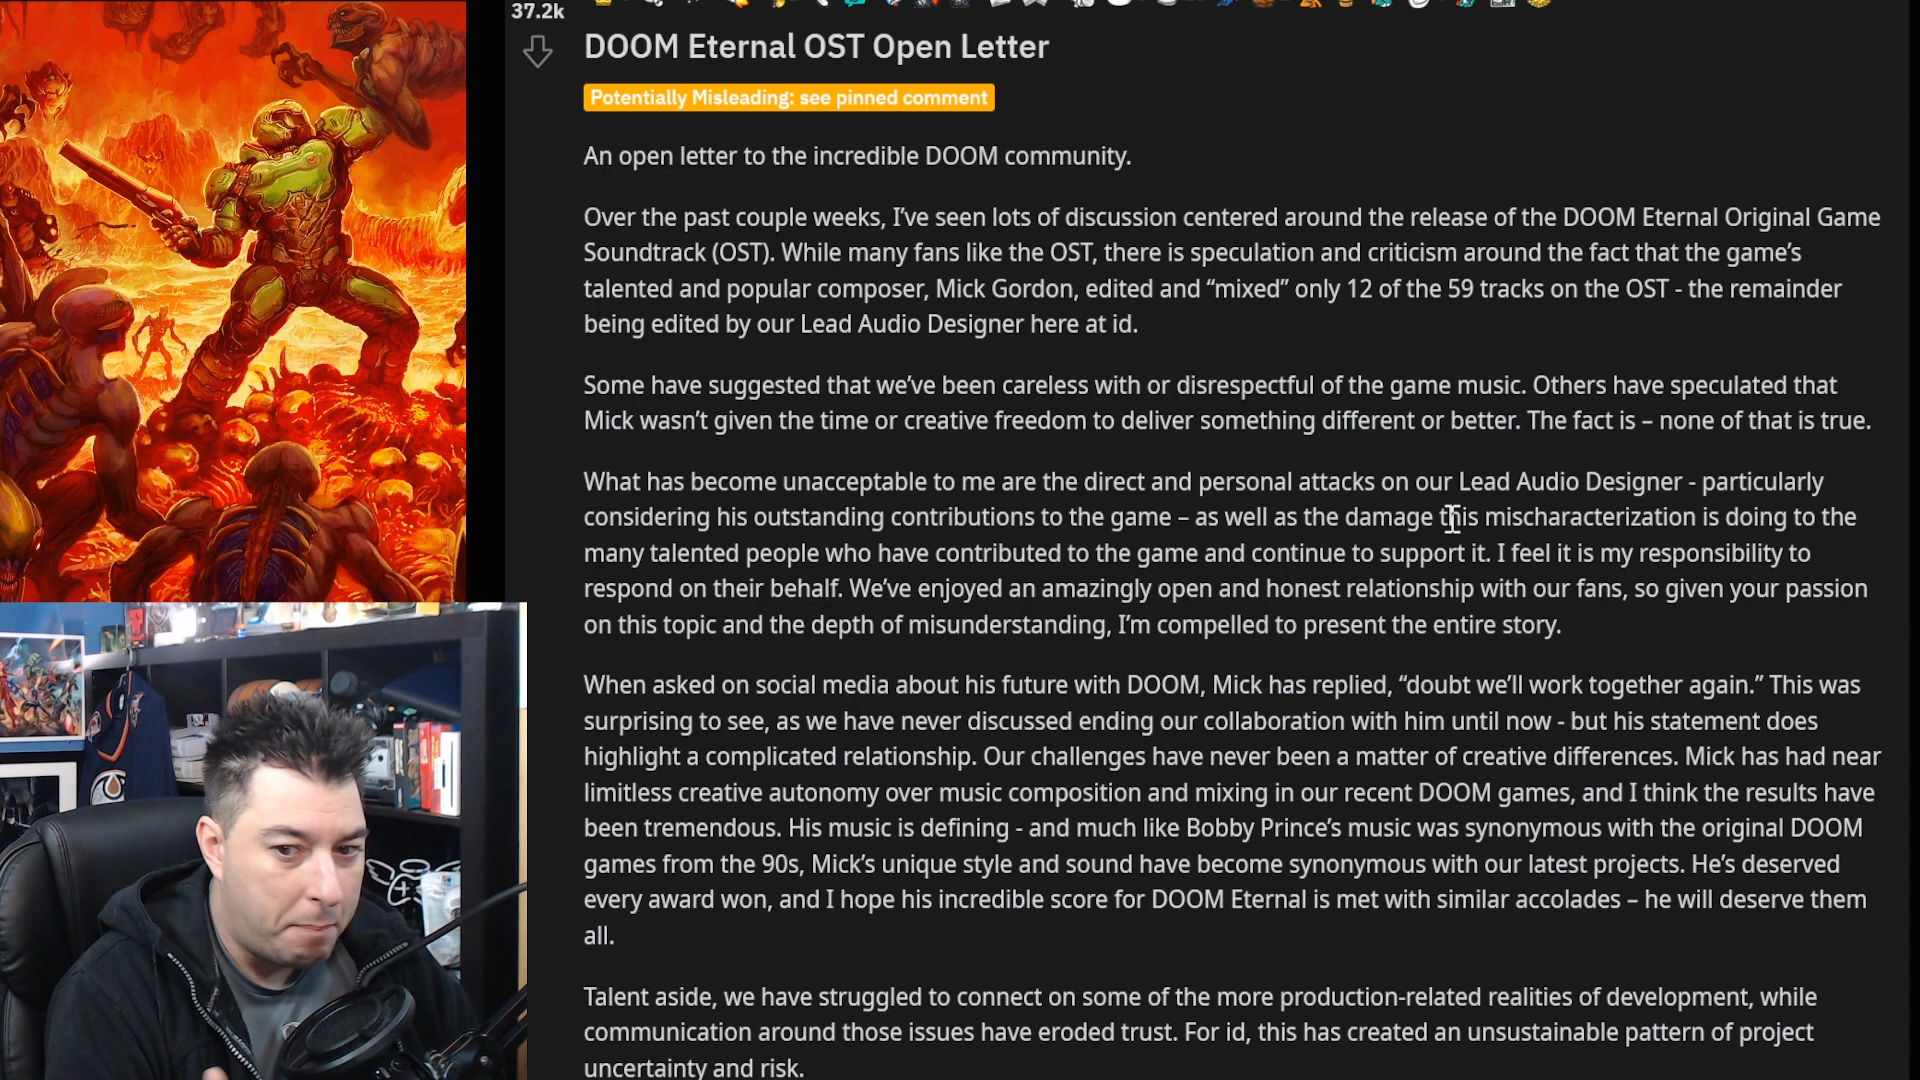 37.2k
DOOM Eternal OST Open Letter
Potentially Misleading: see pinned comment
An open letter to the incredible DOOM community.
Over the past couple weeks, I’ve seen lots of discussion centered around the release of the DOOM Eternal Original Game
Soundtrack (OST). While many fans like the OST, there is speculation and criticism around the fact that the game’s
talented and popular composer, Mick Gordon, edited and “mixed” only 12 of the 59 tracks on the OST - the remainder
being edited by our Lead Audio Designer here at id.
Some have suggested that we’ve been careless with or disrespectful of the game music. Others have speculated that
Mick wasn’t given the time or creative freedom to deliver something different or better. The fact is – none of that is true.
What has become unacceptable to me are the direct and personal attacks on our Lead Audio Designer - particularly
considering his outstanding contributions to the game – as well as the damage this mischaracterization is doing to the
many talented people who have contributed to the game and continue to support it. I feel it is my responsibility to
respond on their behalf. We’ve enjoyed an amazingly open and honest relationship with our fans, so given your passion
on this topic and the depth of misunderstanding, I’m compelled to present the entire story.
When asked on social media about his future with DOOM, Mick has replied, “doubt we’ll work together again.” This was
surprising to see, as we have never discussed ending our collaboration with him until now - but his statement does
highlight a complicated relationship. Our challenges have never been a matter of creative differences. Mick has had near
limitless creative autonomy over music composition and mixing in our recent DOOM games, and I think the results have
been tremendous. His music is defining - and much like Bobby Prince’s music was synonymous with the original DOOM
games from the 90s, Mick’s unique style and sound have become synonymous with our latest projects. He’s deserved
every award won, and I hope his incredible score for DOOM Eternal is met with similar accolades – he will deserve them
all.
Talent aside, we have struggled to connect on some of the more production-related realities of development, while
communication around those issues have eroded trust. For id, this has created an unsustainable pattern of project
uncertainty and risk.